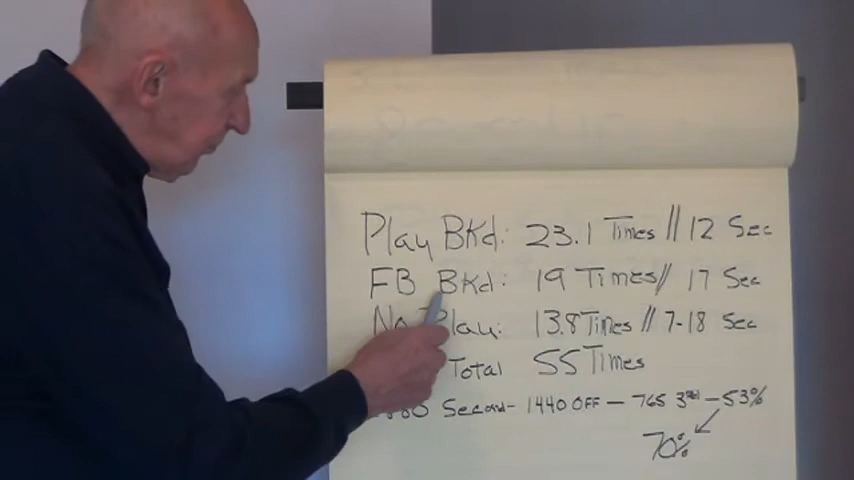 Play BKd: 23.1 Times // 12 Sec
FB BKd: 19 Times // 17 Sec
No Play: 13.8 Times // 7-18 Sec
Total 55 Times
Second- 1440 OFF - 765 3rd - 53%
70%